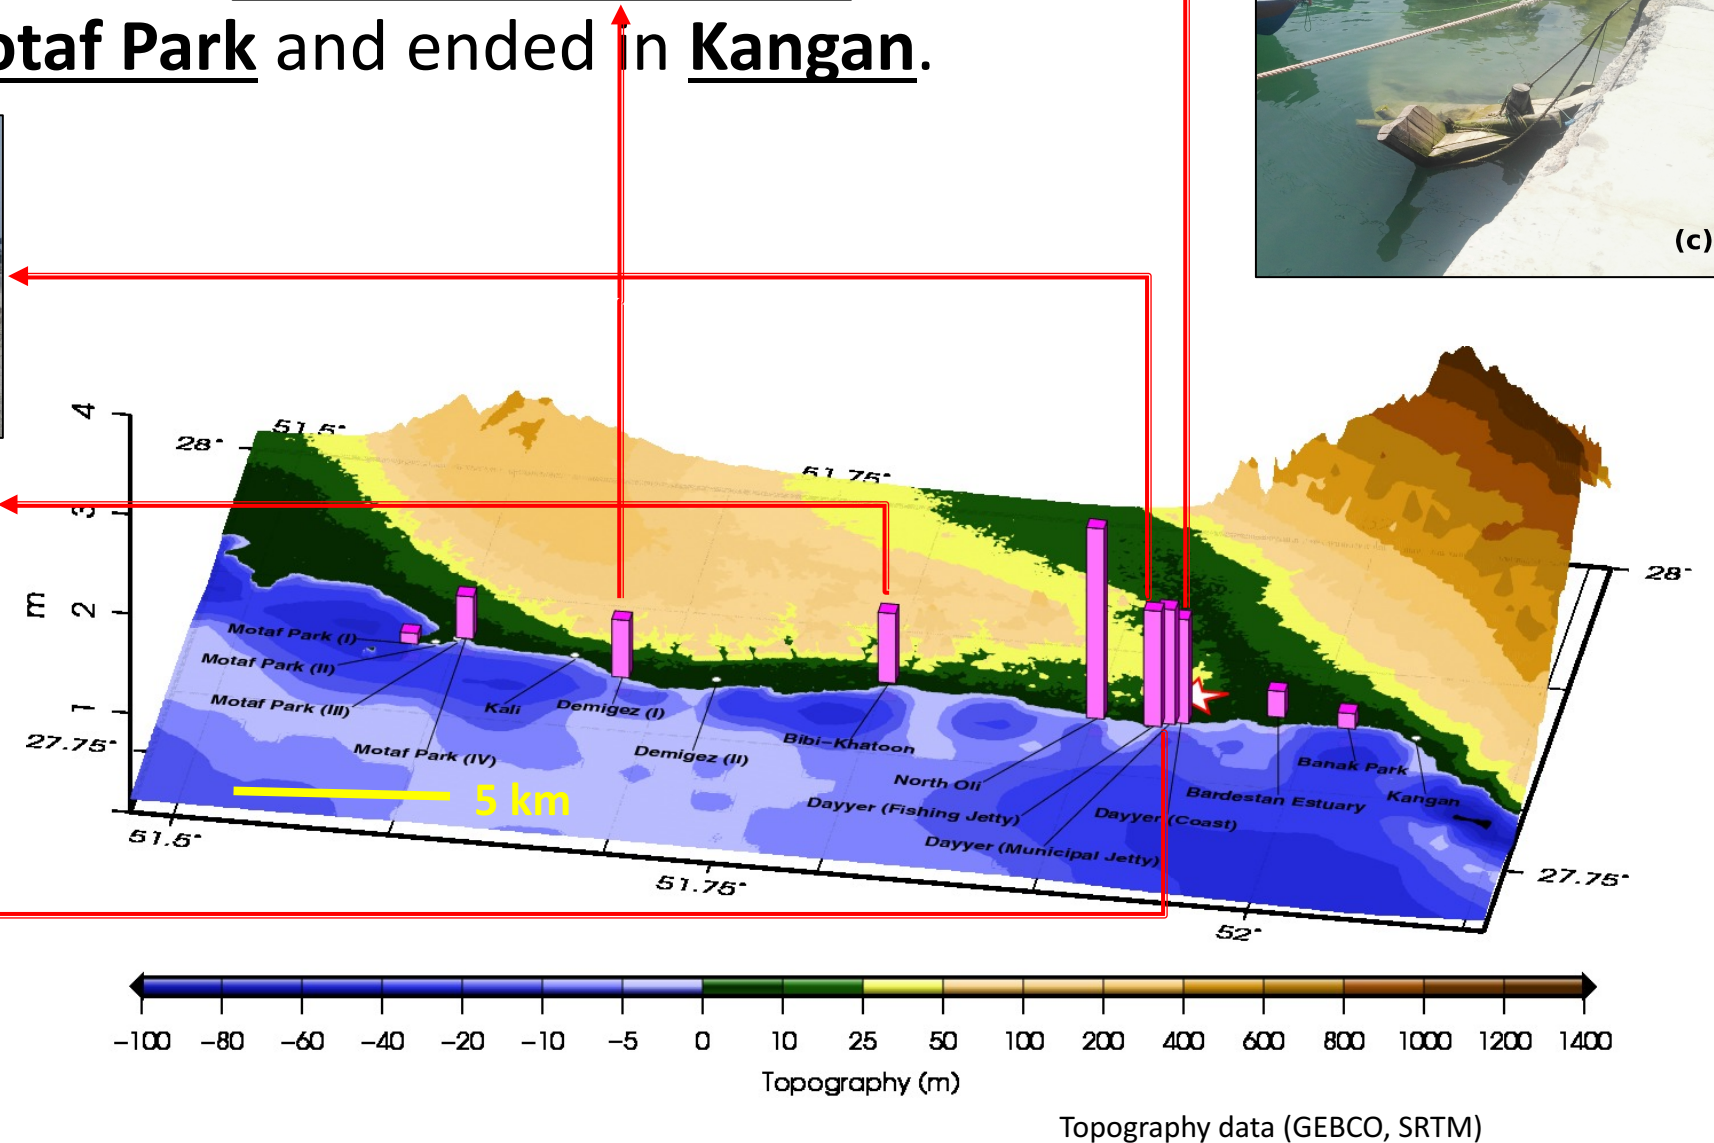 otaf Park and ended in Kangan.
(c)
4
3
2
1
m
28°
51.5°
51.75°
28°
27.75°
27.75°
51.5°
51.75°
52°
Motaf Park (I)
Motaf Park (II)
Motaf Park (III)
Motaf Park (IV)
Kali
Demigez (I)
Demigez (II)
Bibi-Khatoon
North Oli
Dayyer (Fishing Jetty)
Dayyer (Municipal Jetty)
Dayyer (Coast)
Bardestan Estuary
Banak Park
Kangan
5 km
-100 -80 -60 -40 -20 -10 -5 0 10 25 50 100 200 400 600 800 1000 1200 1400
Topography (m)
Topography data (GEBCO, SRTM)